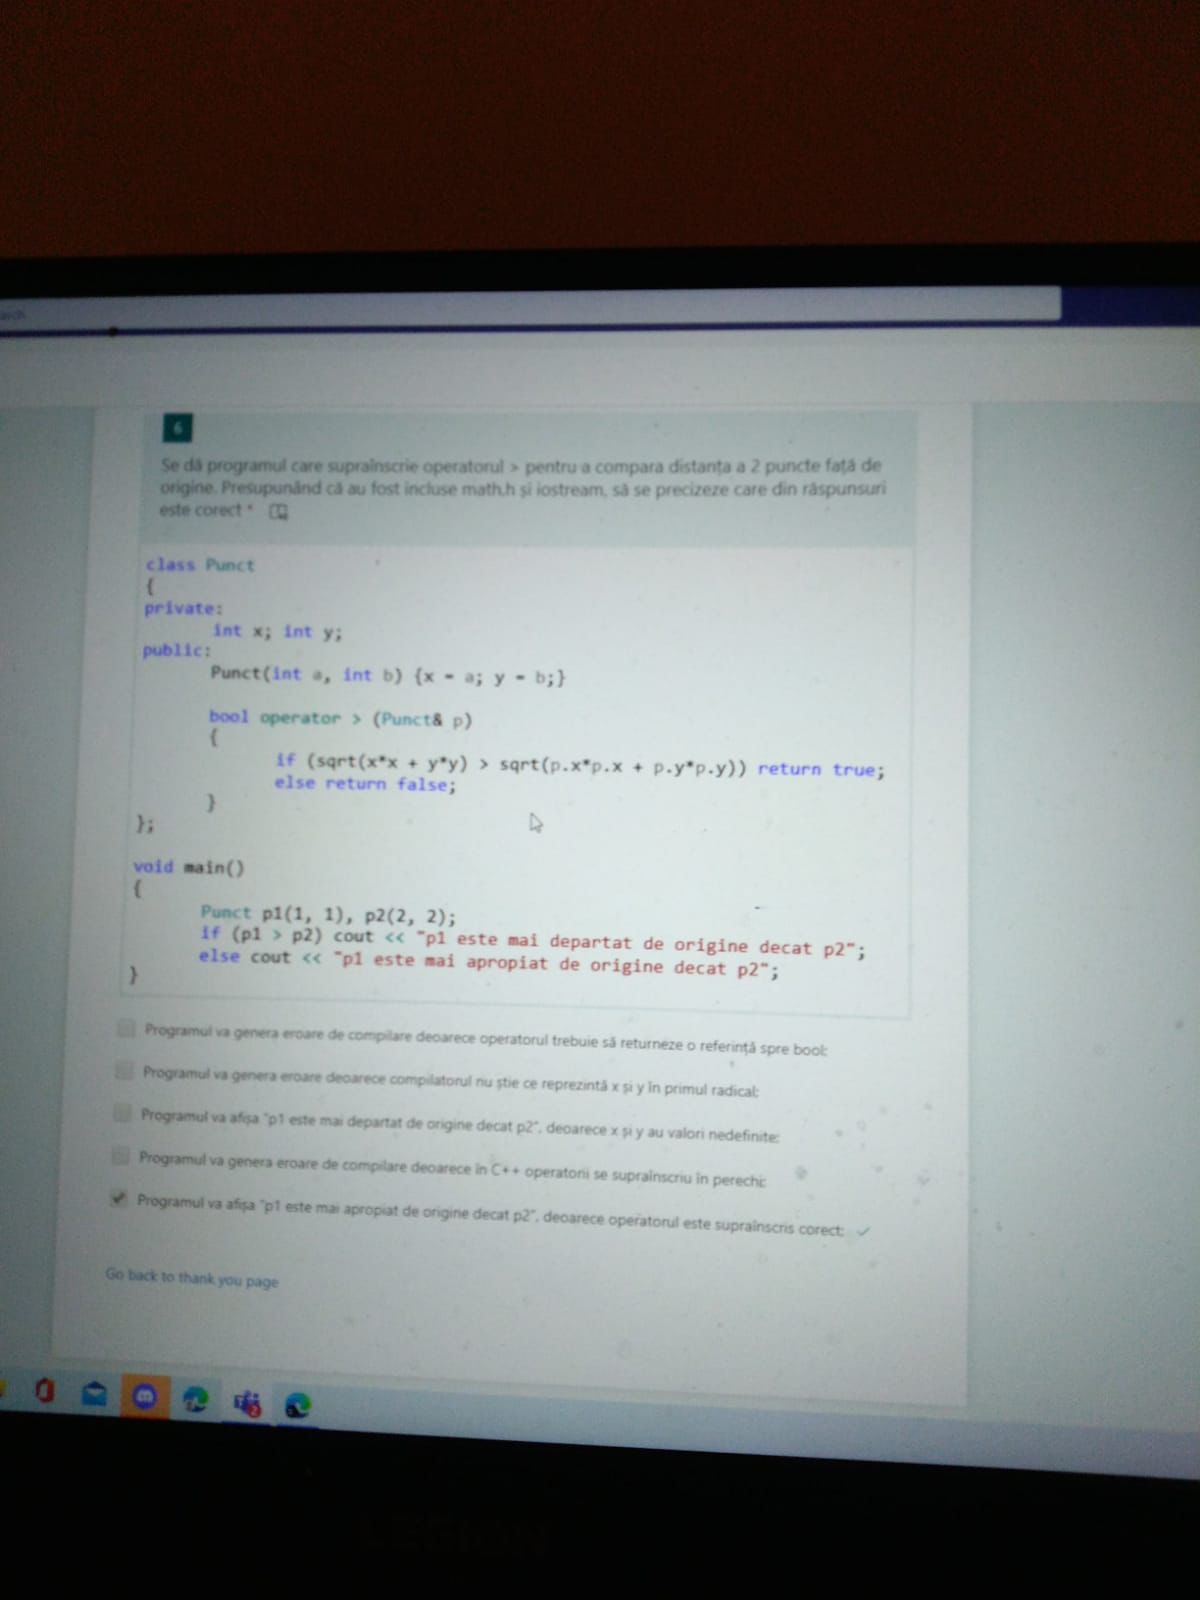 6
Se dă programul care supraînscrie operatorul > pentru a compara distanța a 2 puncte față de
origine. Presupunând că au fost incluse math.h și iostream, să se precizeze care din răspunsuri
este corect *
class Punct
{
private:
int x; int y;
public:
Punct(int a, int b) {x = a; y = b;}
bool operator > (Punct& p)
{
if (sqrt(x*x + y*y) > sqrt(p.x*p.x + p.y*p.y)) return true;
else return false;
}
};
void main()
{
Punct p1(1, 1), p2(2, 2);
if (p1 > p2) cout << "p1 este mai departat de origine decat p2";
else cout << "p1 este mai apropiat de origine decat p2";
}
Programul va genera eroare de compilare deoarece operatorul trebuie să returneze o referință spre bool;
Programul va genera eroare deoarece compilatorul nu știe ce reprezintă x și y în primul radical;
Programul va afișa "p1 este mai departat de origine decat p2", deoarece x și y au valori nedefinite;
Programul va genera eroare de compilare deoarece în C++ operatorii se supraînscriu în perechi;
Programul va afișa "p1 este mai apropiat de origine decat p2", deoarece operatorul este supraînscris corect;
Go back to thank you page